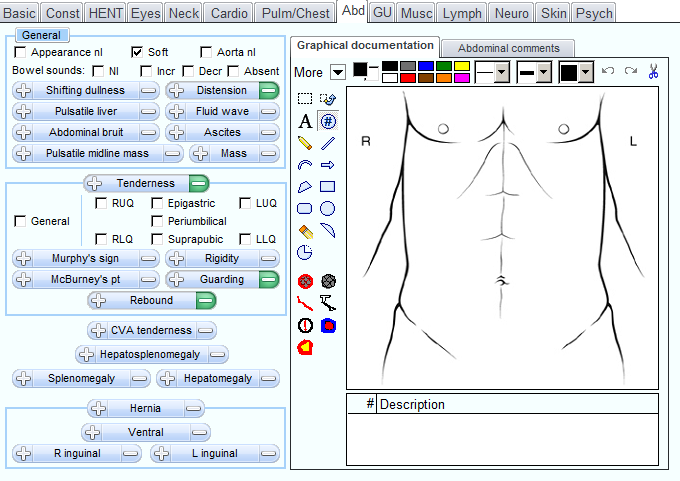 Basic Const HENT Eyes Neck Cardio Pulm/Chest Abd GU Musc Lymph Neuro Skin Psych
General
Appearance nl Soft Aorta nl
Bowel sounds: Nl Incr Decr Absent
Shifting dullness Distension
Pulsatile liver Fluid wave
Abdominal bruit Ascites
Pulsatile midline mass Mass
Tenderness
RUQ Epigastric LUQ
General Periumbilical
RLQ Suprapubic LLQ
Murphy's sign Rigidity
McBurney's pt Guarding
Rebound
CVA tenderness
Hepatosplenomegaly
Splenomegaly Hepatomegaly
Hernia
Ventral
R inguinal L inguinal
Graphical documentation Abdominal comments
More
A #
R L
# Description